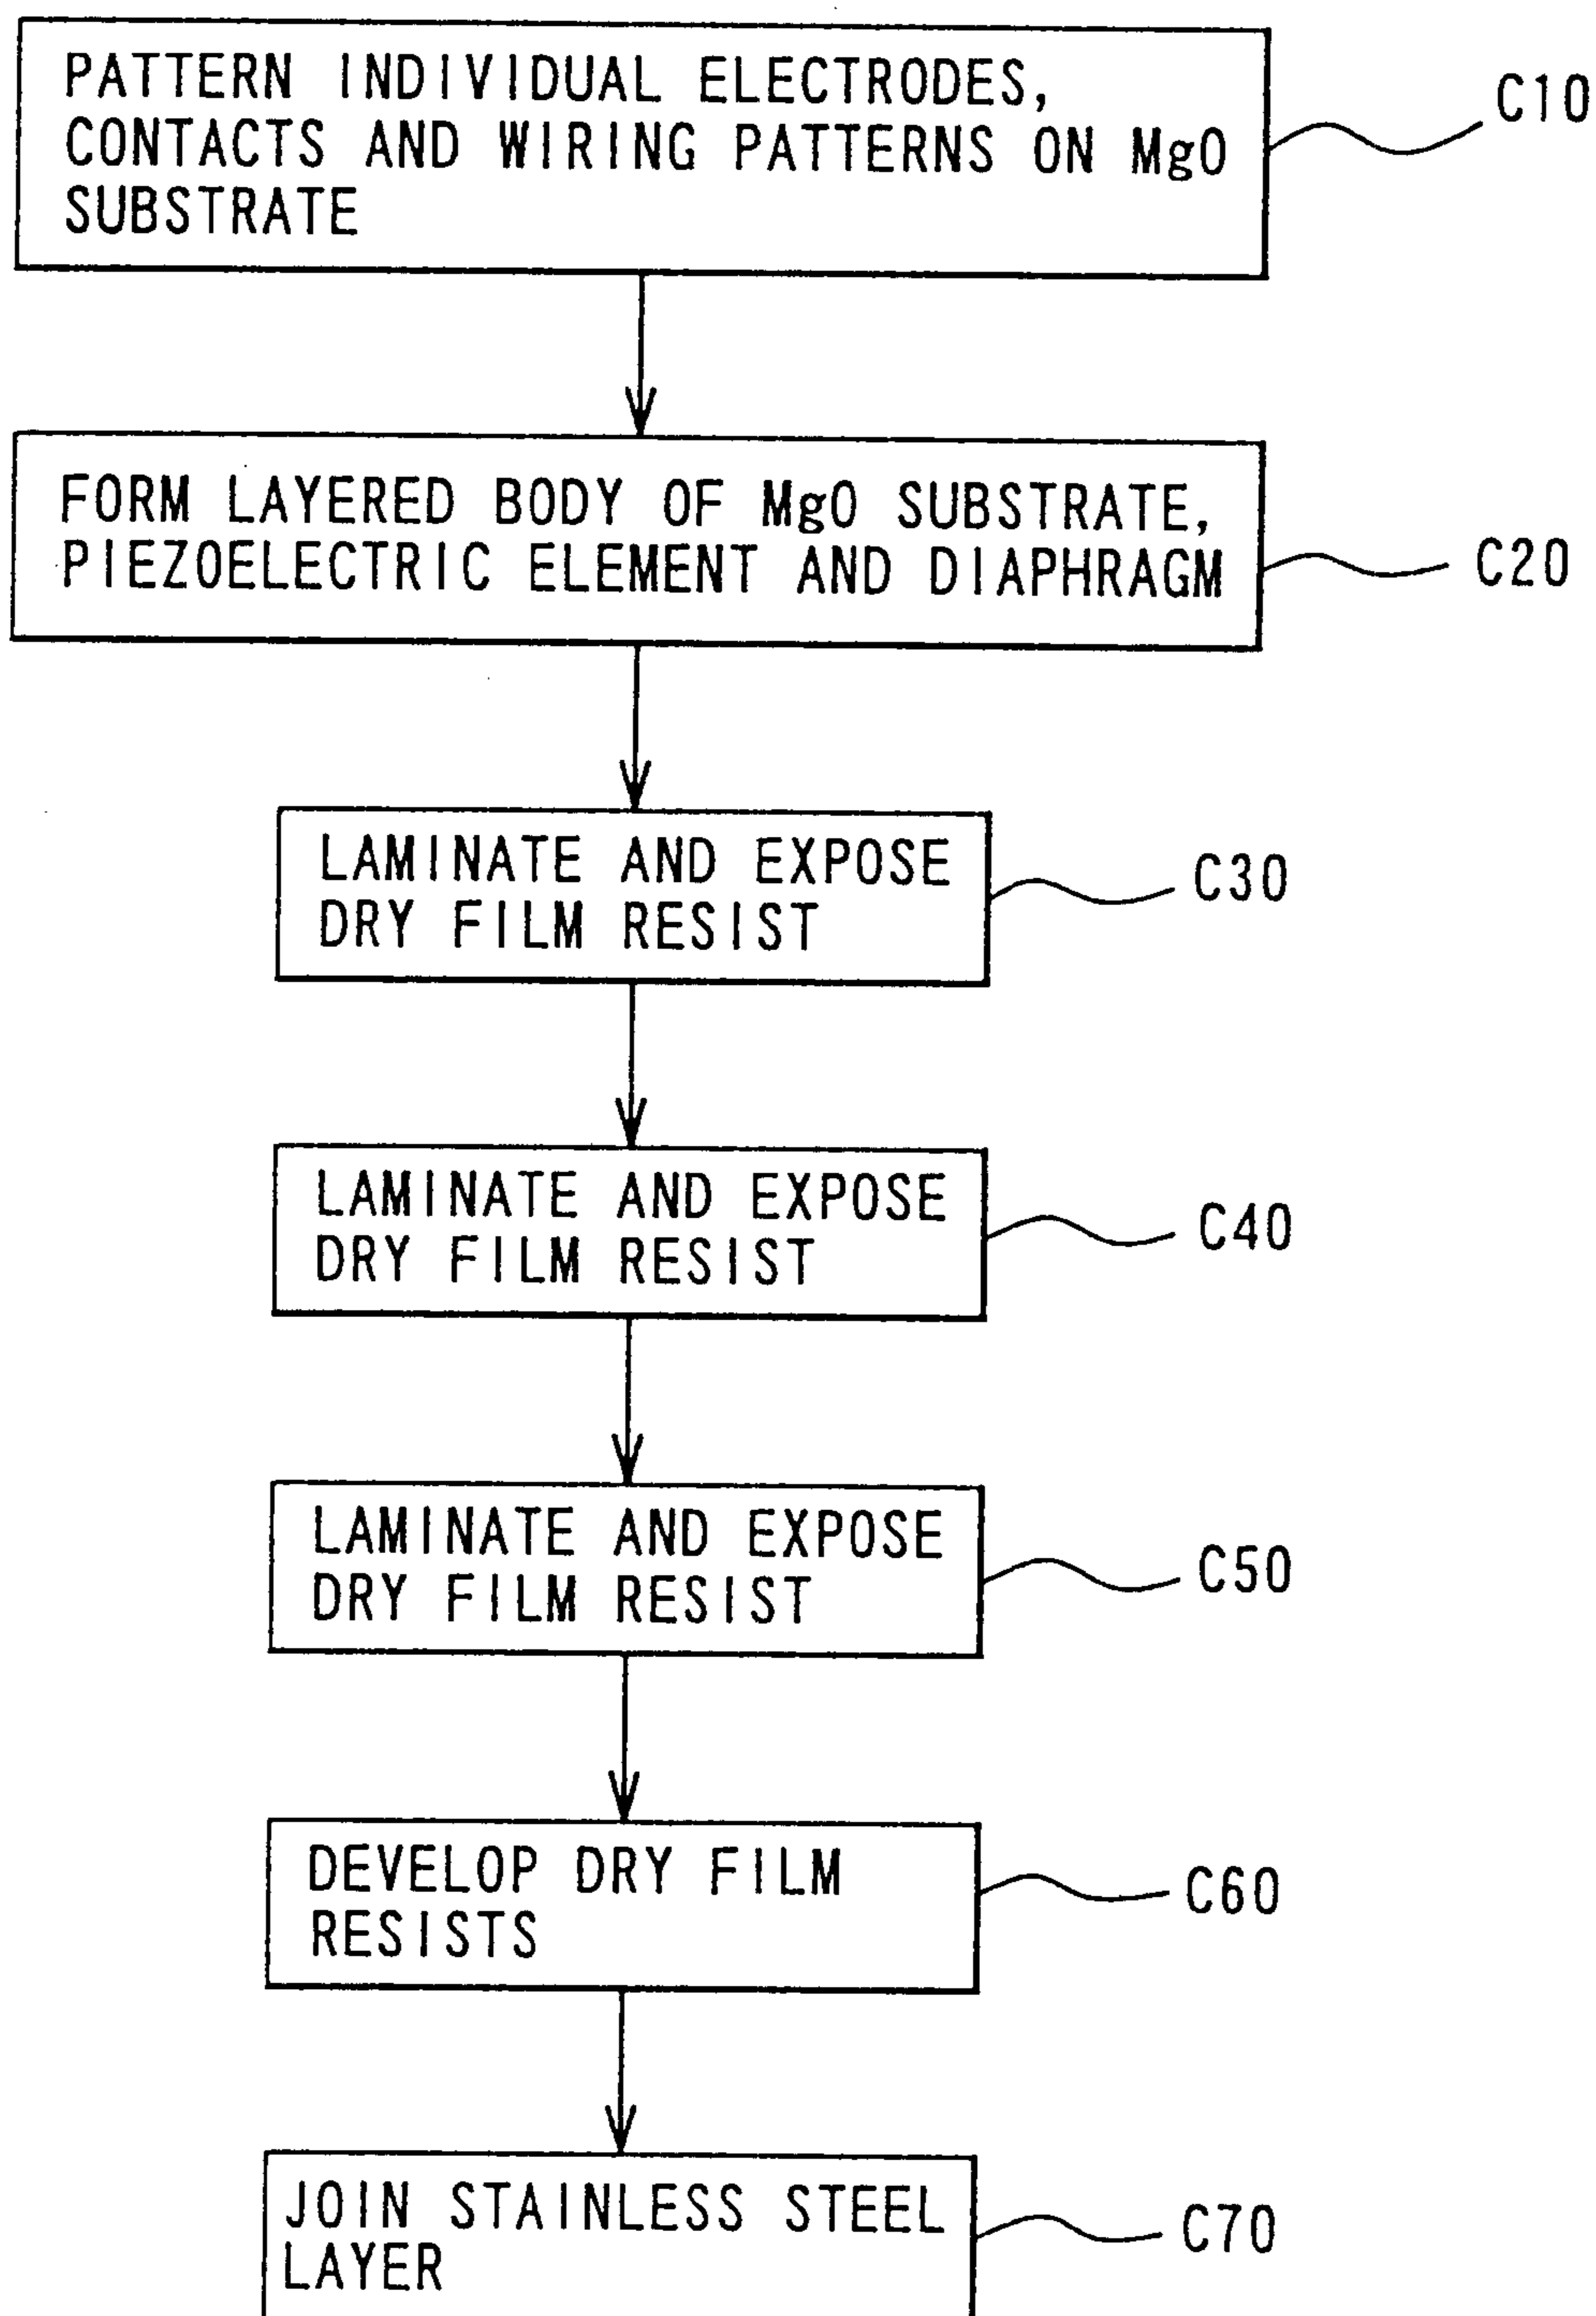 PATTERN INDIVIDUAL ELECTRODES,
CONTACTS AND WIRING PATTERNS ON MgO
SUBSTRATE
C10
FORM LAYERED BODY OF MgO SUBSTRATE,
PIEZOELECTRIC ELEMENT AND DIAPHRAGM
C20
LAMINATE AND EXPOSE
DRY FILM RESIST
C30
LAMINATE AND EXPOSE
DRY FILM RESIST
C40
LAMINATE AND EXPOSE
DRY FILM RESIST
C50
DEVELOP DRY FILM
RESISTS
C60
JOIN STAINLESS STEEL
LAYER
C70